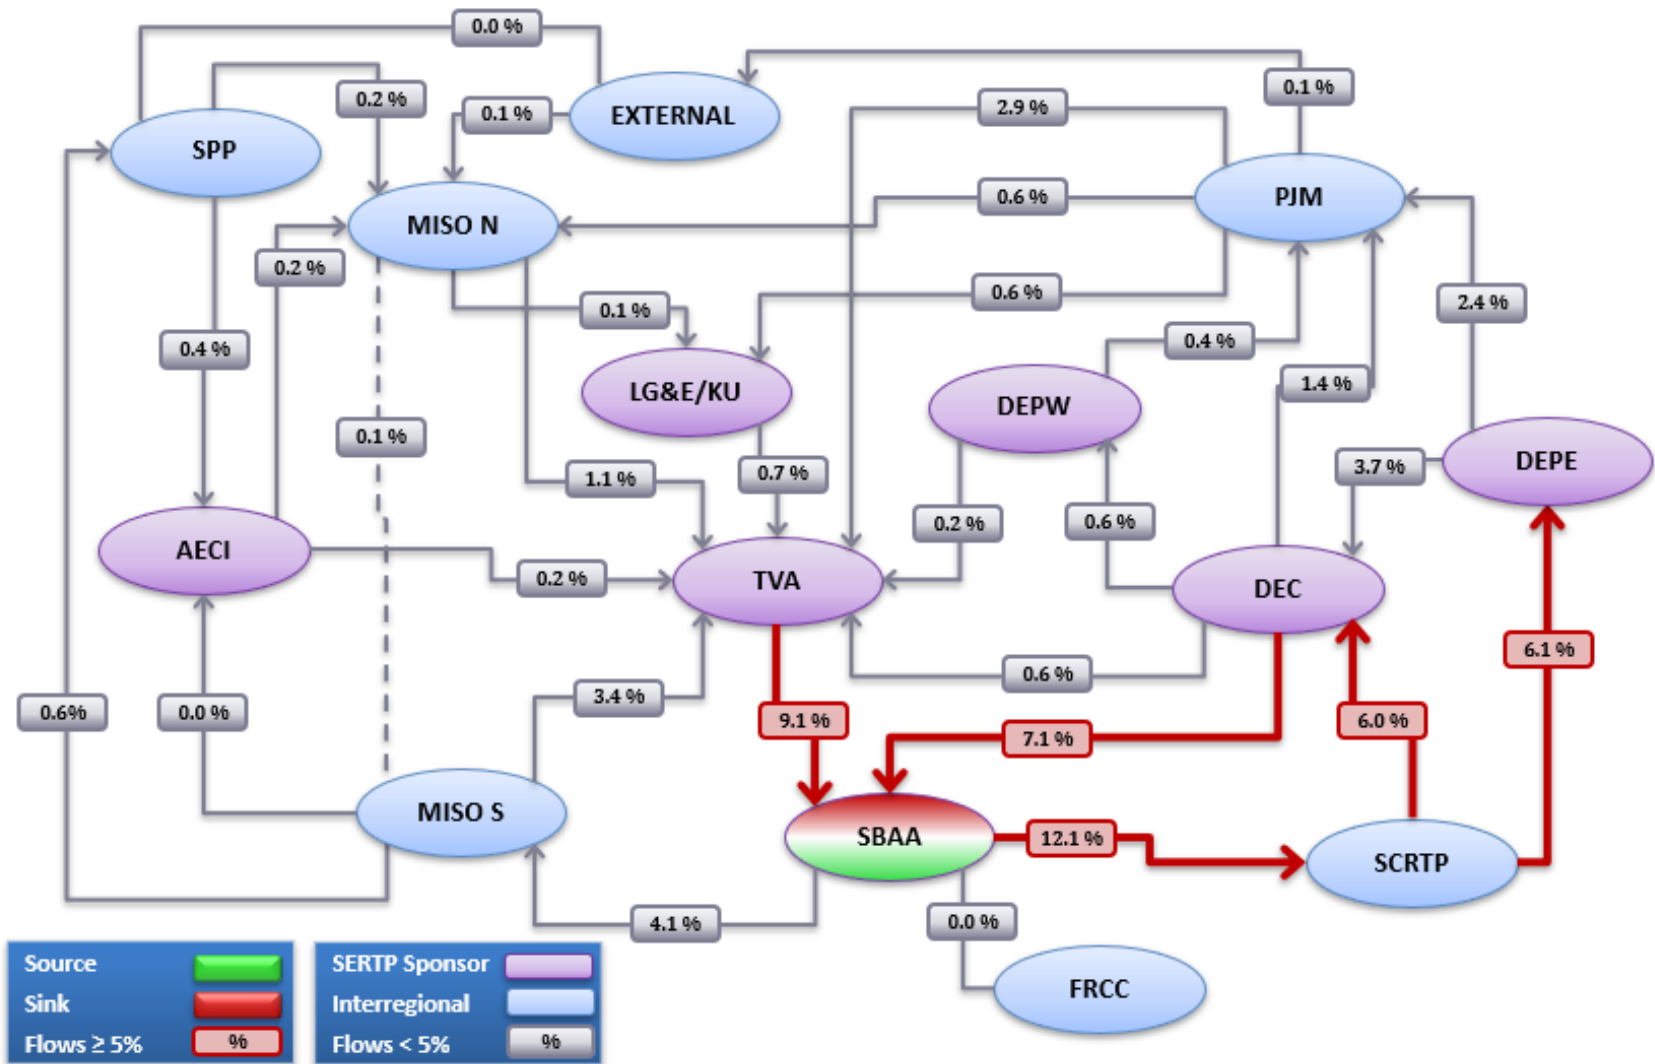 0.0 %
0.2 %
EXTERNAL
0.1 %
0.1 %
2.9 %
SPP
PJM
0.6 %
MISO N
0.2 %
0.6 %
2.4 %
0.1 %
0.4 %
0.4 %
1.4 %
LG&E/KU
DEPW
0.1 %
DEPE
3.7 %
1.1 %
0.7 %
0.2 %
0.6 %
AECI
0.2 %
TVA
DEC
6.1 %
0.6 %
0.6%
0.0 %
3.4 %
9.1 %
7.1 %
6.0 %
MISO S
SBAA
12.1 %
SCRTP
4.1 %
0.0 %
FRCC
Source
Sink
Flows ≥ 5% %
SERTP Sponsor
Interregional
Flows < 5% %